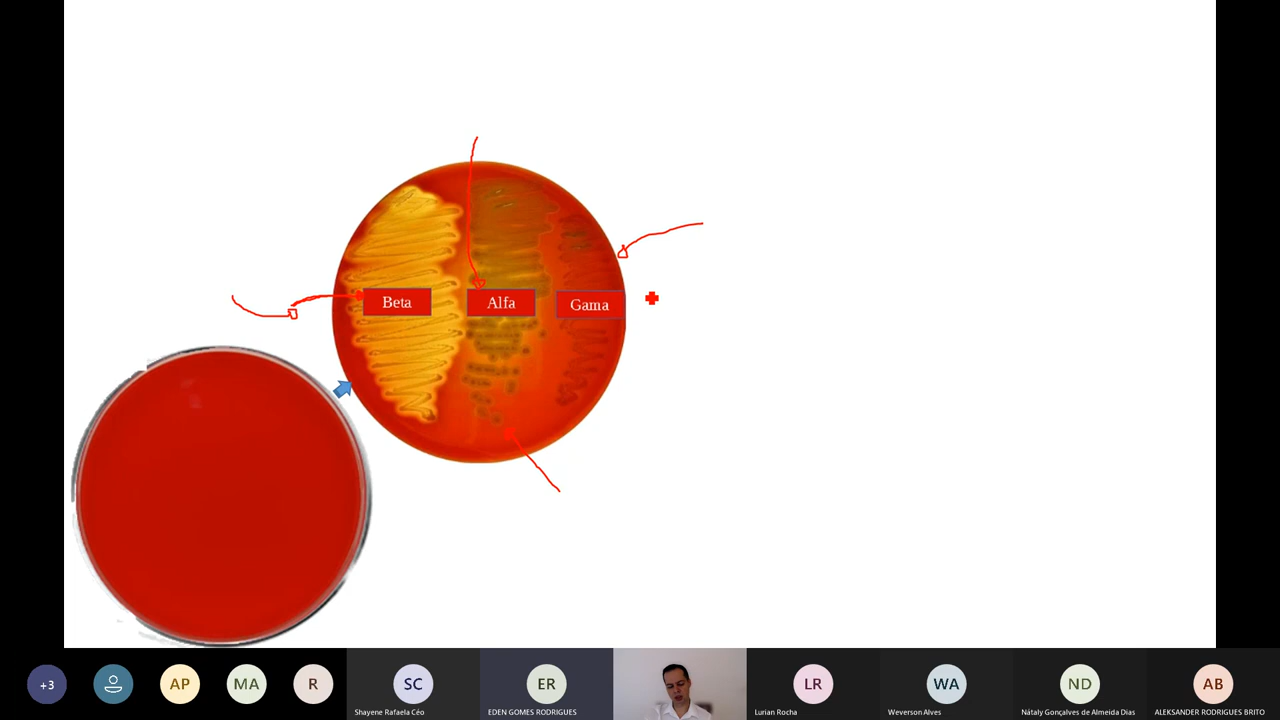 Beta
Alfa
Gama
+3
AP
MA
R
SC
Shayene Rafaela Céo
ER
EDEN GOMES RODRIGUES
LR
Lurian Rocha
WA
Weverson Alves
ND
Nátaly Gonçalves de Almeida Dias
AB
ALEKSANDER RODRIGUES BRITO